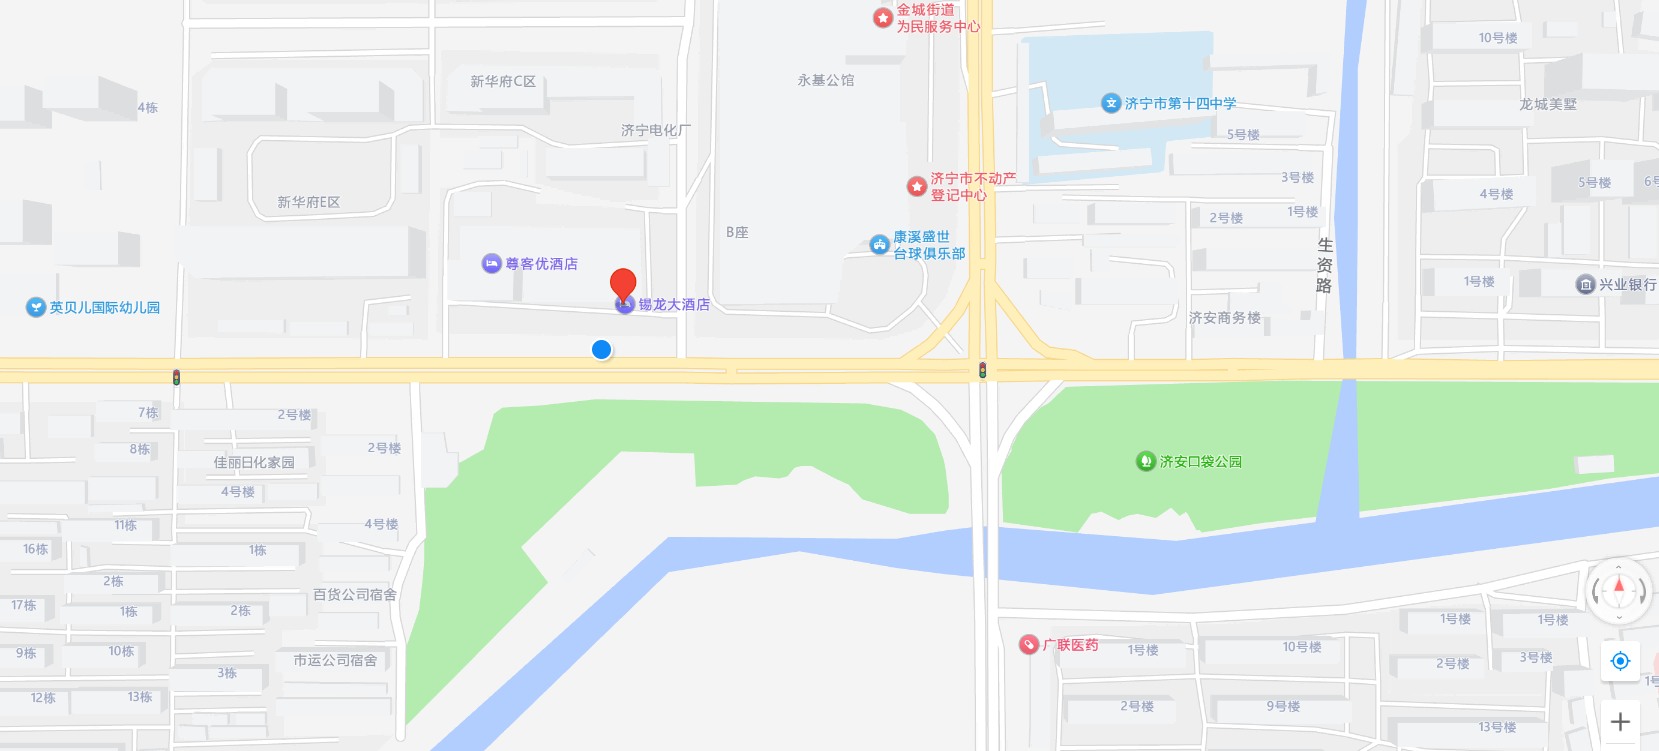 金城街道
为民服务中心
10号楼
新华府C区
永基公馆
4栋
济宁市第十四中学
龙城美墅
济宁电化厂
5号楼
济宁市不动产
登记中心
3号楼
5号楼
6号
4号楼
新华府E区
2号楼
1号楼
B座
康溪盛世
台球俱乐部
生资路
尊客优酒店
1号楼
兴业银行
英贝儿国际幼儿园
锡龙大酒店
济安商务楼
7栋
2号楼
8栋
2号楼
佳丽日化家园
济安口袋公园
4号楼
11栋
4号楼
16栋
1栋
2栋
百货公司宿舍
17栋
1栋
2栋
1号楼
1号楼
9栋
10栋
市运公司宿舍
广联医药
1号楼
10号楼
2号楼
3号楼
3栋
1号
12栋
13栋
2号楼
9号楼
13号楼